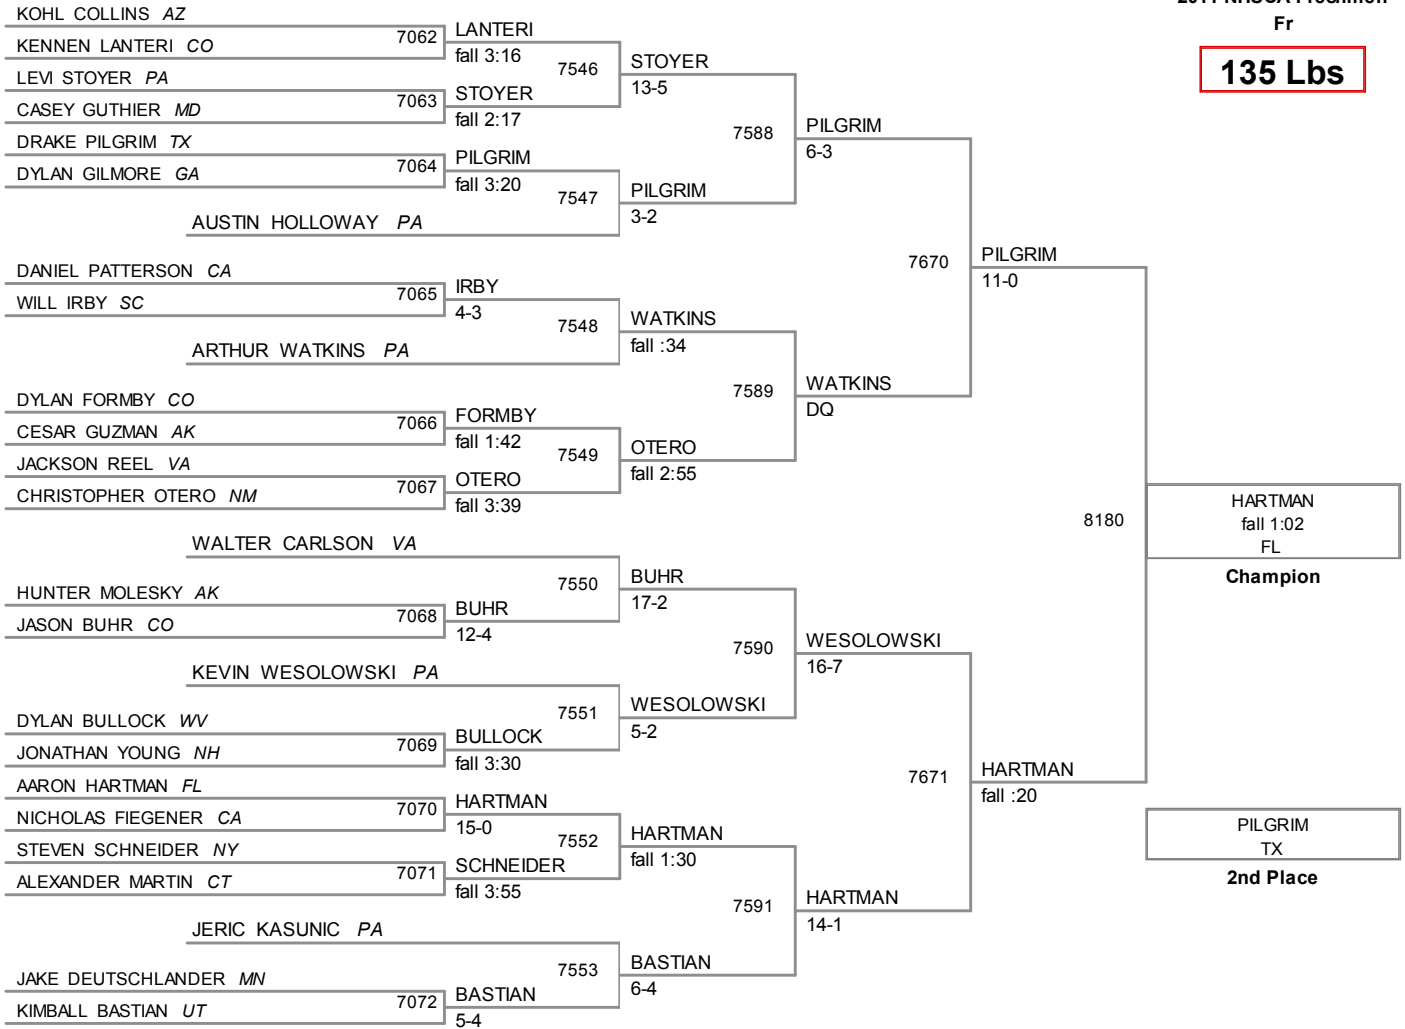 2011 NHSCA Freshmen
Fr
135 Lbs
KOHL COLLINS AZ
KENNEN LANTERI CO
7062
LANTERI
fall 3:16
LEVI STOYER PA
CASEY GUTHIER MD
7063
STOYER
fall 2:17
7546
STOYER
13-5
DRAKE PILGRIM TX
DYLAN GILMORE GA
7064
PILGRIM
fall 3:20
AUSTIN HOLLOWAY PA
7547
PILGRIM
3-2
7588
PILGRIM
6-3
DANIEL PATTERSON CA
WILL IRBY SC
7065
IRBY
4-3
ARTHUR WATKINS PA
7548
WATKINS
fall :34
DYLAN FORMBY CO
CESAR GUZMAN AK
7066
FORMBY
fall 1:42
JACKSON REEL VA
CHRISTOPHER OTERO NM
7067
OTERO
fall 3:39
7549
OTERO
fall 2:55
7589
WATKINS
DQ
7670
PILGRIM
11-0
WALTER CARLSON VA
HUNTER MOLESKY AK
JASON BUHR CO
7068
BUHR
12-4
7550
BUHR
17-2
KEVIN WESOLOWSKI PA
DYLAN BULLOCK WV
JONATHAN YOUNG NH
7069
BULLOCK
fall 3:30
7551
WESOLOWSKI
5-2
7590
WESOLOWSKI
16-7
AARON HARTMAN FL
NICHOLAS FIEGENER CA
7070
HARTMAN
15-0
STEVEN SCHNEIDER NY
ALEXANDER MARTIN CT
7071
SCHNEIDER
fall 3:55
7552
HARTMAN
fall 1:30
JERIC KASUNIC PA
JAKE DEUTSCHLANDER MN
KIMBALL BASTIAN UT
7072
BASTIAN
5-4
7553
BASTIAN
6-4
7591
HARTMAN
14-1
7671
HARTMAN
fall :20
8180
HARTMAN
fall 1:02
FL
Champion
PILGRIM
TX
2nd Place